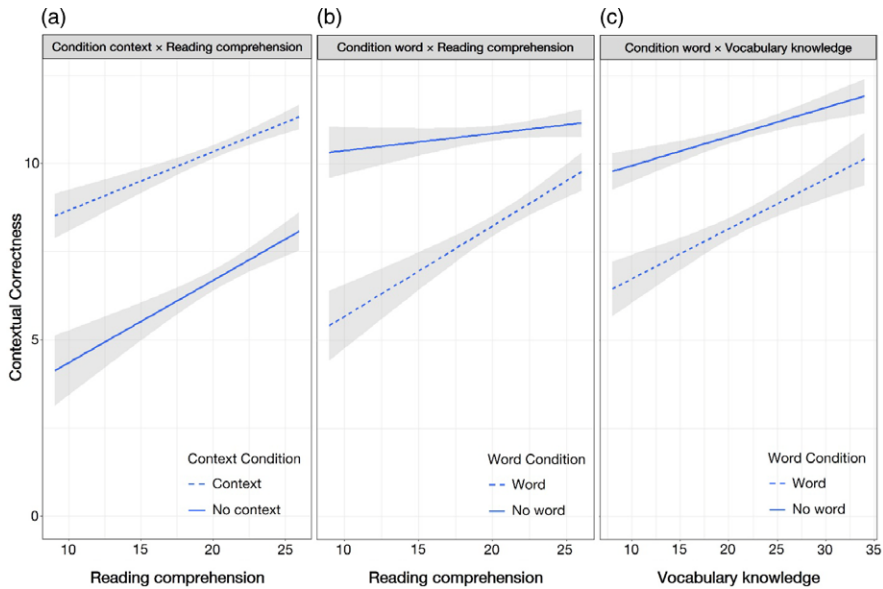 (a)
(b)
(c)
Condition context × Reading comprehension
Condition word × Reading comprehension
Condition word × Vocabulary knowledge
Contextual Correctness
10
5
0
Context Condition
Context
No context
Word Condition
Word
No word
Word Condition
Word
No word
10 15 20 25
10 15 20 25
10 15 20 25 30 35
Reading comprehension
Reading comprehension
Vocabulary knowledge